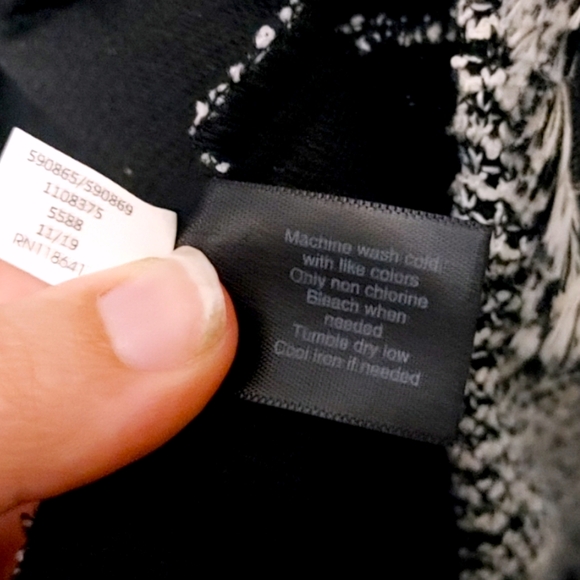 590865/590869
1108375
5588
11/19
RN118641
Machine wash cold
with like colors
Only non chlorine
Bleach when
needed
Tumble dry low
Cool iron if needed